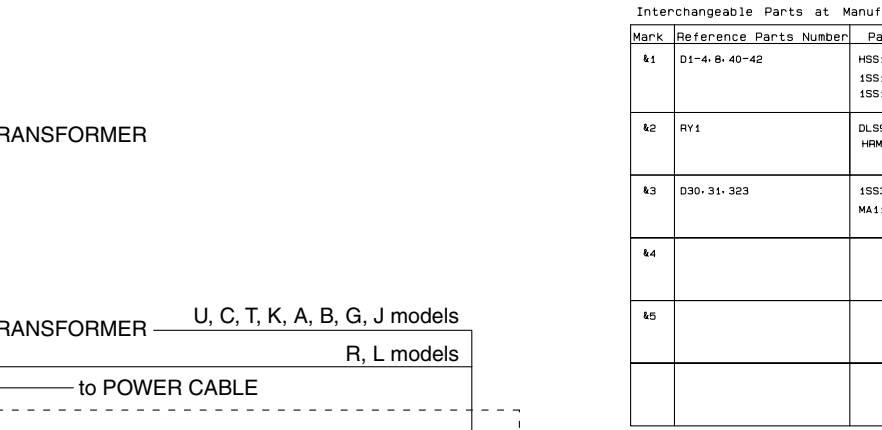 Interchangeable Parts at Manuf
Mark Reference Parts Number Pa
&1 D1-4, 8, 40-42 HSS
1SS
1SS
&2 RY1 DLS
HRM
&3 D30, 31, 323 1SS3
MA1
&4
&5
RANSFORMER
RANSFORMER U, C, T, K, A, B, G, J models
R, L models
to POWER CABLE